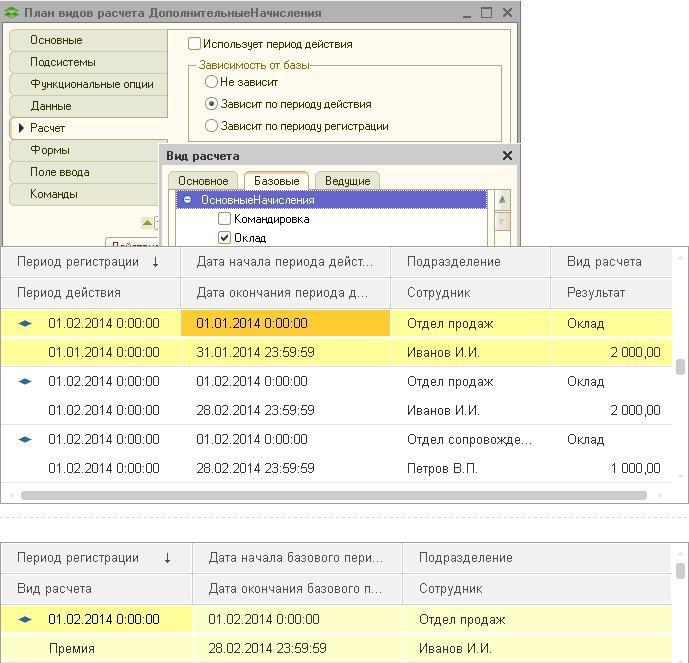 План видов расчета ДополнительныеНачисления
Основные
Подсистемы
Функциональные опции
Данные
Расчет
Формы
Поле ввода
Команды
Использует период действия
Зависимость от базы
Не зависит
Зависит по периоду действия
Зависит по периоду регистрации
Вид расчета
Основное Базовые Ведущие
ОсновныеНачисления
Командировка
Оклад
Период регистрации ↓ Дата начала периода дейст... Подразделение Вид расчета
Период действия Дата окончания периода д... Сотрудник Результат
01.02.2014 0:00:00 01.01.2014 0:00:00 Отдел продаж Оклад
01.01.2014 0:00:00 31.01.2014 23:59:59 Иванов И.И. 2 000,00
01.02.2014 0:00:00 01.02.2014 0:00:00 Отдел продаж Оклад
01.02.2014 0:00:00 28.02.2014 23:59:59 Иванов И.И. 2 000,00
01.02.2014 0:00:00 01.02.2014 0:00:00 Отдел сопровожде... Оклад
01.02.2014 0:00:00 28.02.2014 23:59:59 Петров В.П. 1 000,00
Период регистрации ↓ Дата начала базового пери... Подразделение
Вид расчета Дата окончания базового п... Сотрудник
01.02.2014 0:00:00 01.02.2014 0:00:00 Отдел продаж
Премия 28.02.2014 23:59:59 Иванов И.И.